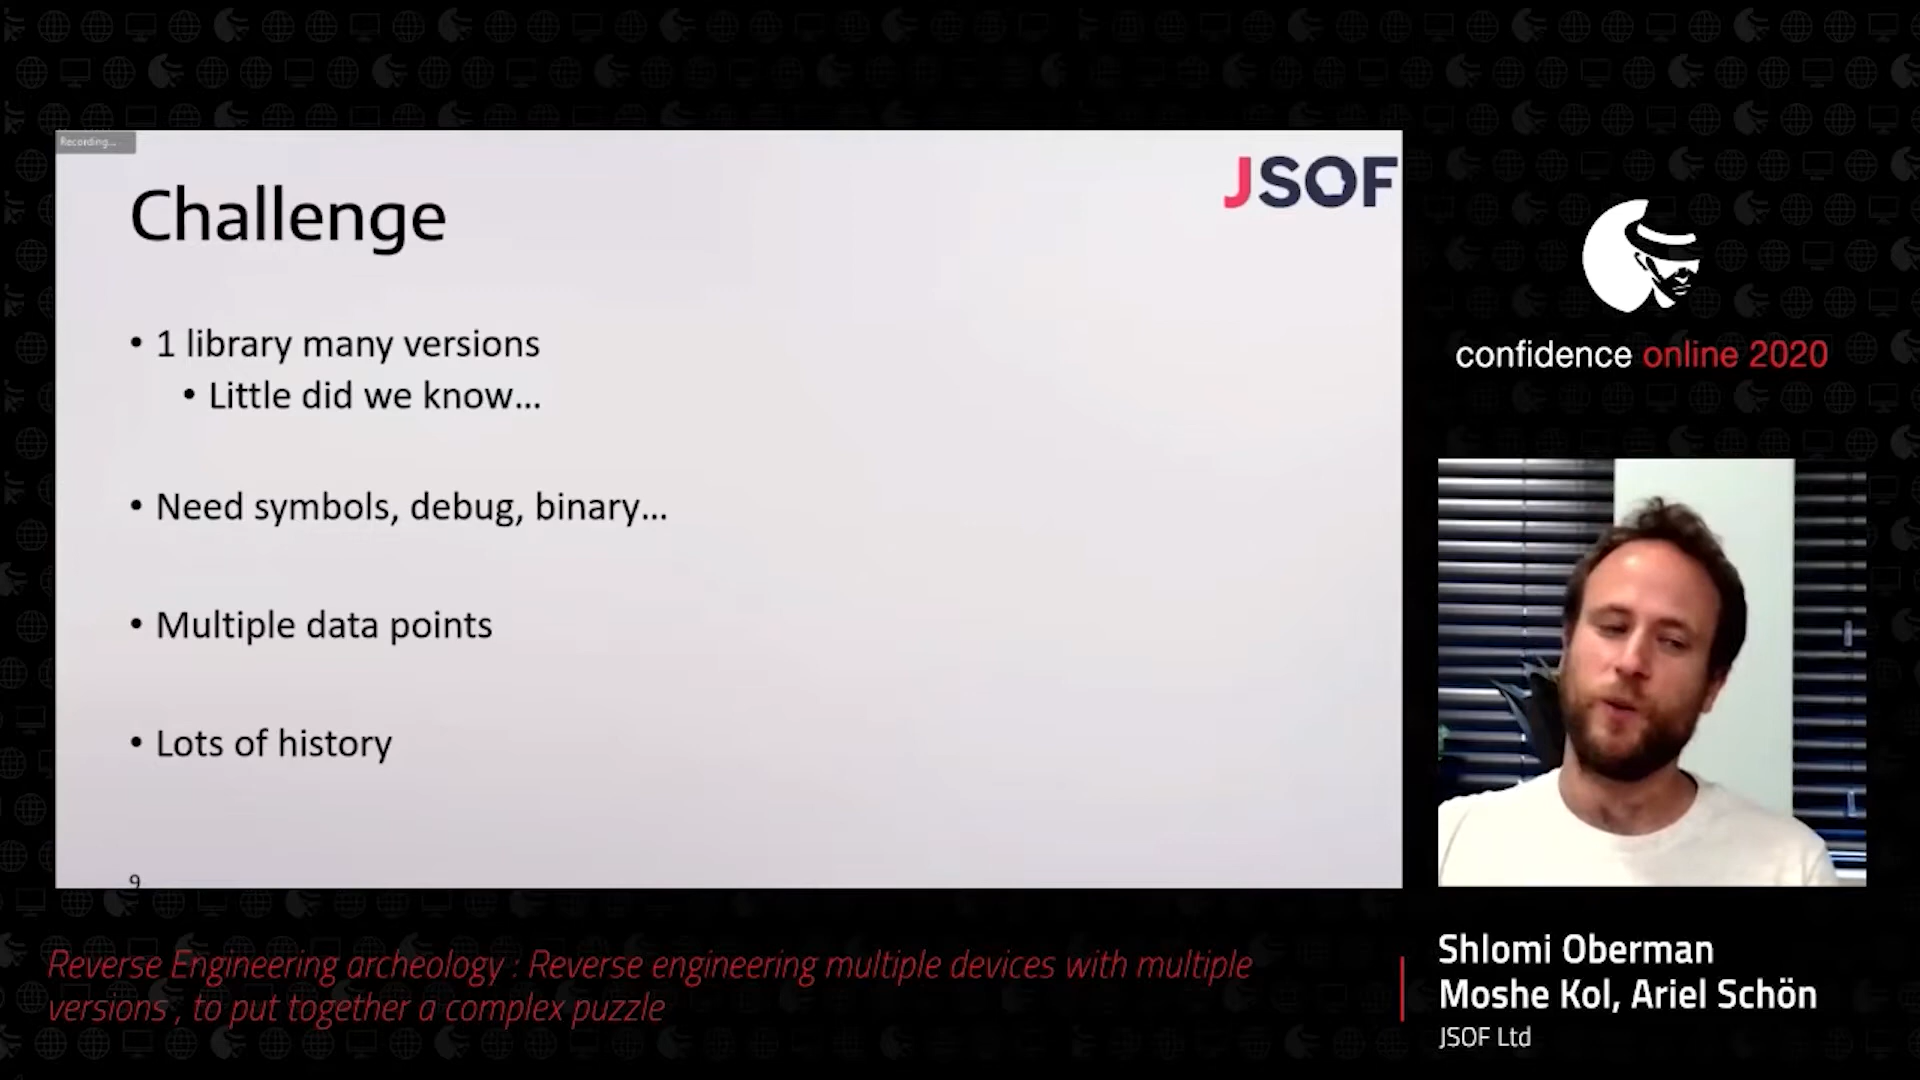 Recording...
JSOF
Challenge
• 1 library many versions
• Little did we know...
• Need symbols, debug, binary...
• Multiple data points
• Lots of history
9
confidence online 2020
Reverse Engineering archeology : Reverse engineering multiple devices with multiple
versions , to put together a complex puzzle
Shlomi Oberman
Moshe Kol, Ariel Schön
JSOF Ltd